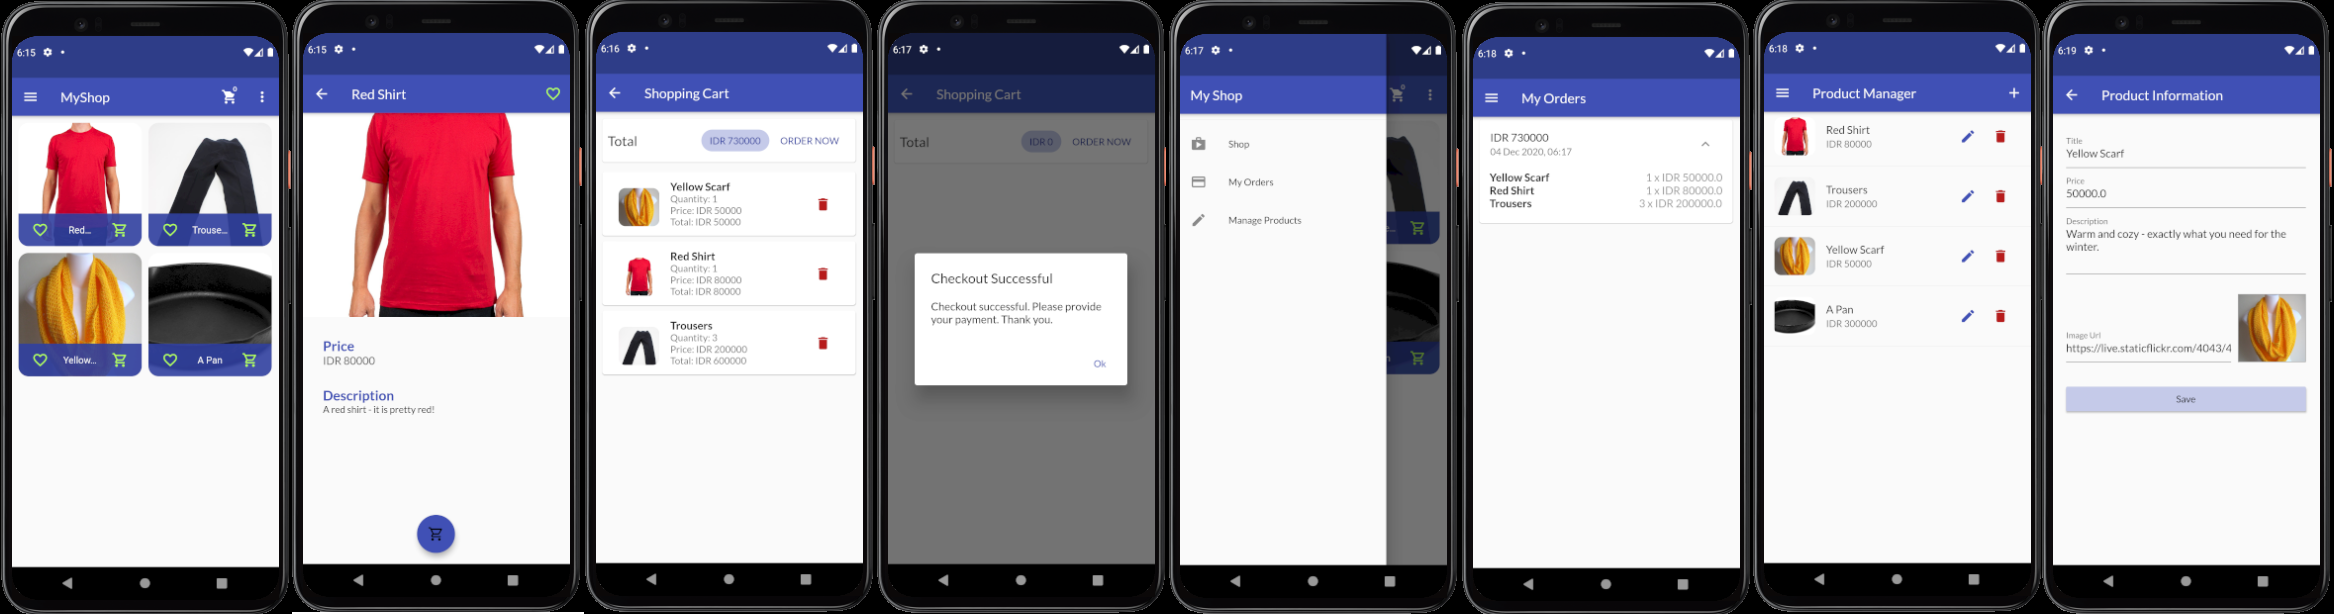 6:15
MyShop
0
Red...
Trouse...
Yellow...
A Pan
6:15
Red Shirt
Price
IDR 80000
Description
A red shirt - it is pretty red!
6:16
Shopping Cart
Total
IDR 730000
ORDER NOW
Yellow Scarf
Quantity: 1
Price: IDR 50000
Total: IDR 50000
Red Shirt
Quantity: 1
Price: IDR 80000
Total: IDR 80000
Trousers
Quantity: 3
Price: IDR 200000
Total: IDR 600000
6:17
Shopping Cart
Total
IDR 0
ORDER NOW
Checkout Successful
Checkout successful. Please provide
your payment. Thank you.
Ok
6:17
My Shop
Shop
My Orders
Manage Products
6:18
My Orders
IDR 730000
04 Dec 2020, 06:17
Yellow Scarf 1 x IDR 50000.0
Red Shirt 1 x IDR 80000.0
Trousers 3 x IDR 200000.0
6:18
Product Manager
Red Shirt
IDR 80000
Trousers
IDR 200000
Yellow Scarf
IDR 50000
A Pan
IDR 300000
6:19
Product Information
Title
Yellow Scarf
Price
50000.0
Description
Warm and cozy - exactly what you need for the
winter.
Image Url
https://live.staticflickr.com/4043/4
Save